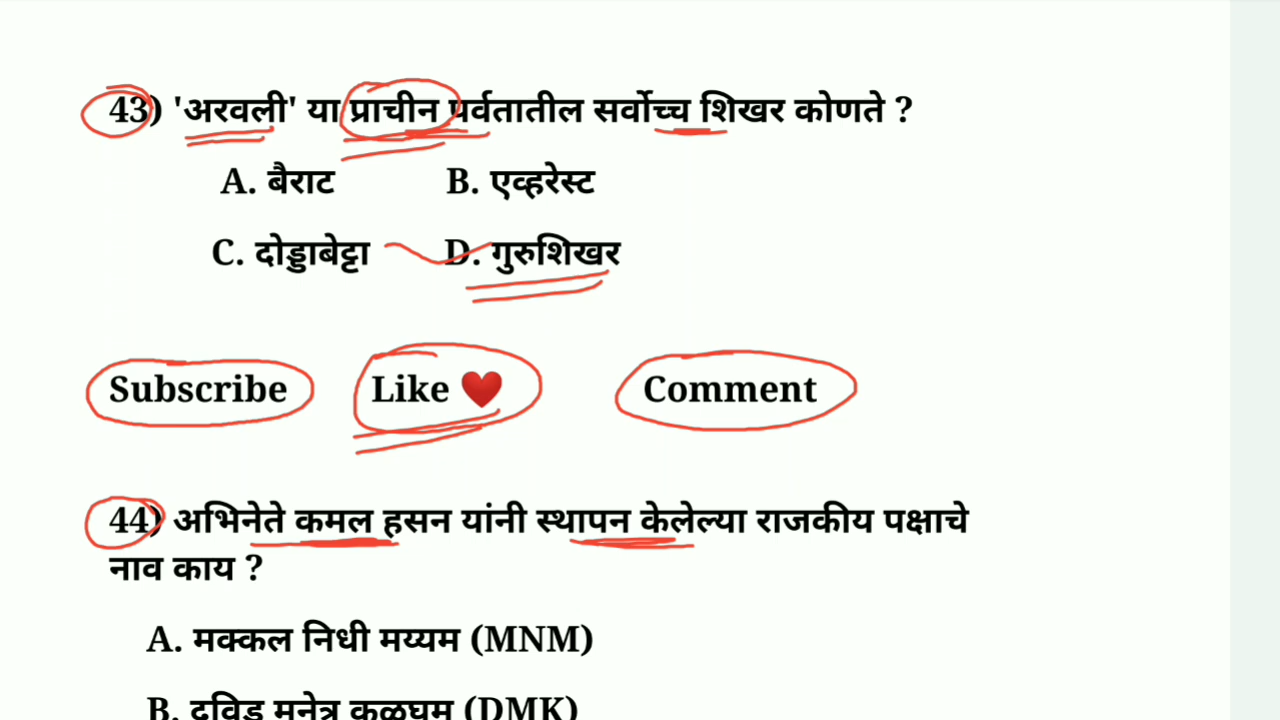 43) 'अरवली' या प्राचीन पर्वतातील सर्वोच्च शिखर कोणते ?
A. बैराट B. एव्हरेस्ट
C. दोड्डाबेट्टा D. गुरुशिखर
Subscribe Like ❤ Comment
44) अभिनेते कमल हसन यांनी स्थापन केलेल्या राजकीय पक्षाचे
नाव काय ?
A. मक्कल निधी मय्यम (MNM)
B. द्रविड मुनेत्र कळघम (DMK)